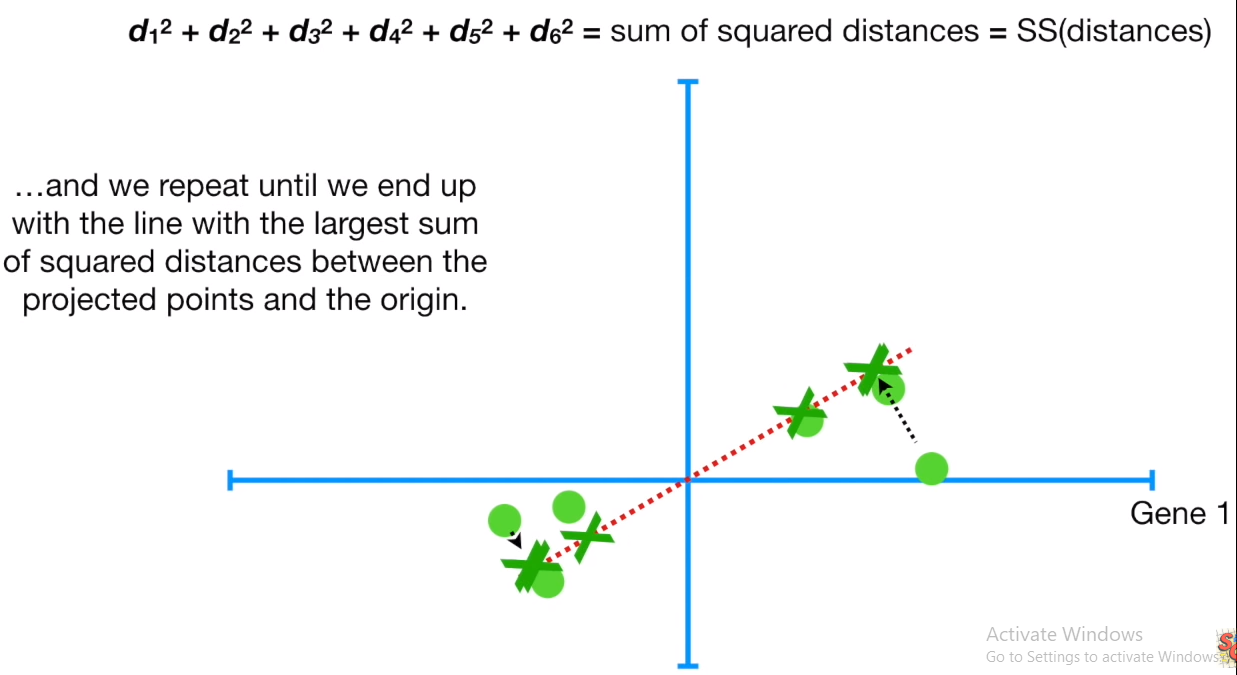 d₁² + d₂² + d₃² + d₄² + d₅² + d₆² = sum of squared distances = SS(distances)
…and we repeat until we end up
with the line with the largest sum
of squared distances between the
projected points and the origin.
Gene 1
Activate Windows
Go to Settings to activate Windows